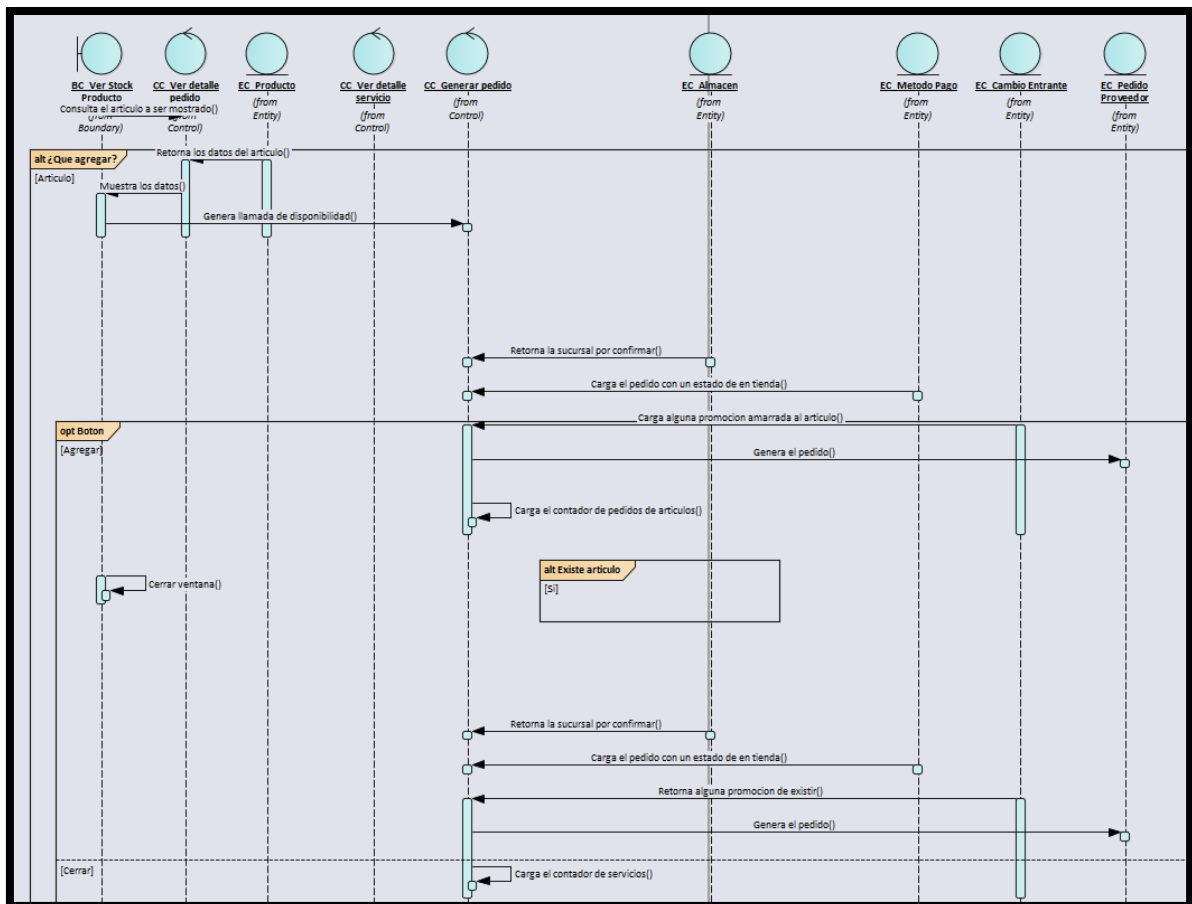 BC_Ver Stock
Producto
(from
Boundary)
CC_Ver detalle
pedido
(from
Control)
EC_Producto
(from
Entity)
CC_Ver detalle
servicio
(from
Control)
CC_Generar pedido
(from
Control)
EC_Almacen
(from
Entity)
EC_Metodo Pago
(from
Entity)
EC_Cambio Entrante
(from
Entity)
EC_Pedido
Proveedor
(from
Entity)
Consulta el articulo a ser mostrado()
alt ¿Que agregar?
Retorna los datos del articulo()
[Articulo]
Muestra los datos()
Genera llamada de disponibilidad()
Retorna la sucursal por confirmar()
Carga el pedido con un estado de en tienda()
Carga alguna promocion amarrada al articulo()
opt Boton
[Agregar]
Genera el pedido()
Carga el contador de pedidos de articulos()
alt Existe articulo
[Si]
Cerrar ventana()
Retorna la sucursal por confirmar()
Carga el pedido con un estado de en tienda()
Retorna alguna promocion de existir()
Genera el pedido()
[Cerrar]
Carga el contador de servicios()